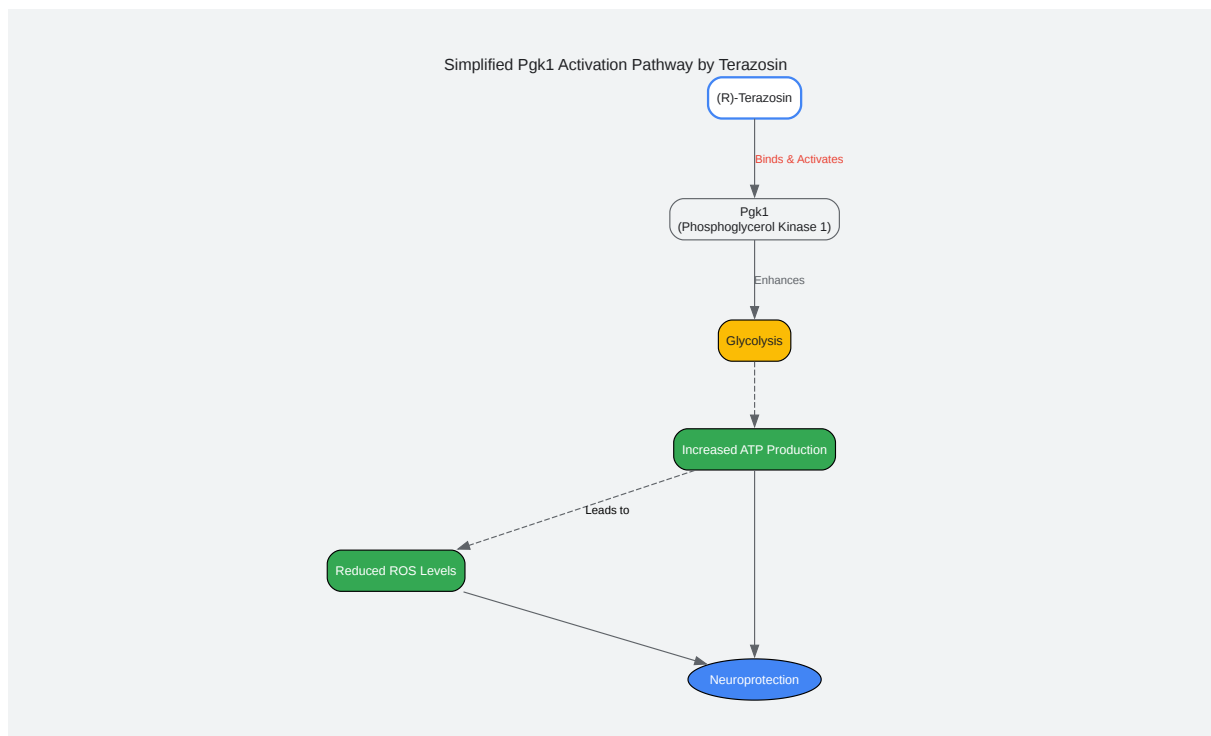 Simplified Pgk1 Activation Pathway by Terazosin
(R)-Terazosin
Binds & Activates
Pgk1
(Phosphoglycerol Kinase 1)
Enhances
Glycolysis
Increased ATP Production
Leads to
Reduced ROS Levels
Neuroprotection